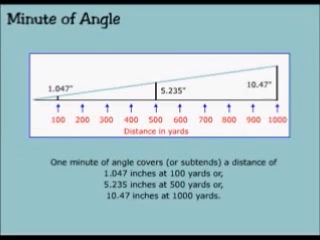 Minute of Angle
1.047"
5.235"
10.47"
100 200 300 400 500 600 700 800 900 1000
Distance in yards
One minute of angle covers (or subtends) a distance of
1.047 inches at 100 yards or,
5.235 inches at 500 yards or,
10.47 inches at 1000 yards.